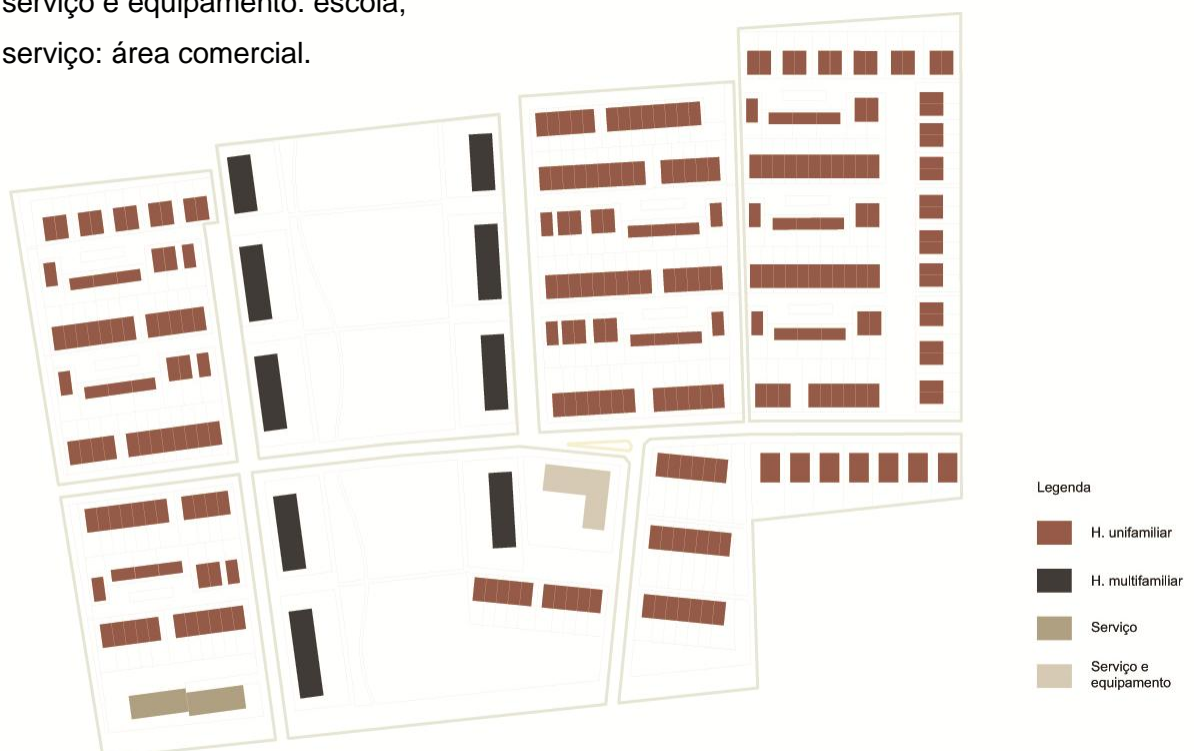 serviço e equipamento: escola;
serviço: área comercial.
Legenda
H. unifamiliar
H. multifamiliar
Serviço
Serviço e
equipamento